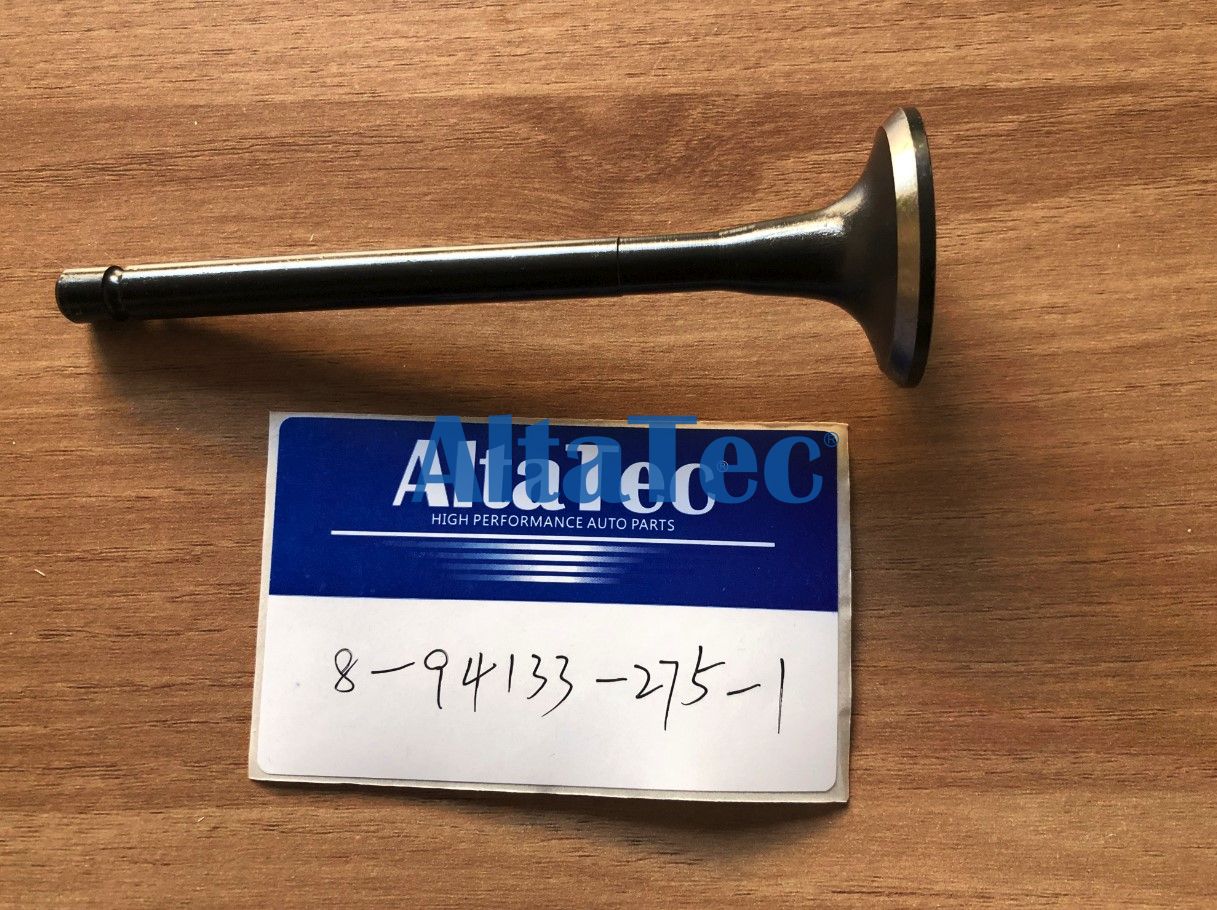 AltaTec®
AltaTec®
HIGH PERFORMANCE AUTO PARTS
8-94133-275-1